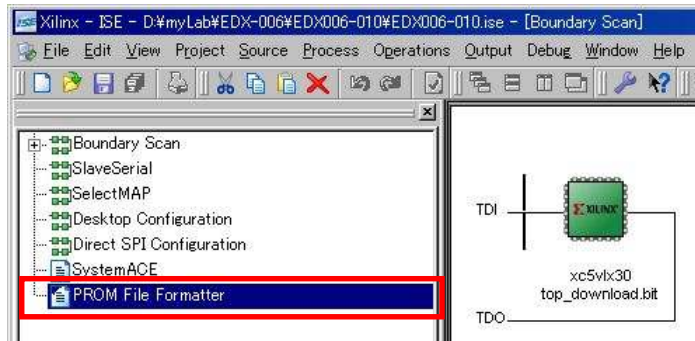 Xilinx - ISE - D:¥myLab¥EDX-006¥EDX006-010¥EDX006-010.ise - [Boundary Scan]
File Edit View Project Source Process Operations Output Debug Window Help
Boundary Scan
SlaveSerial
SelectMAP
Desktop Configuration
Direct SPI Configuration
SystemACE
PROM File Formatter
TDI
XILINX
xc5vlx30
top_download.bit
TDO